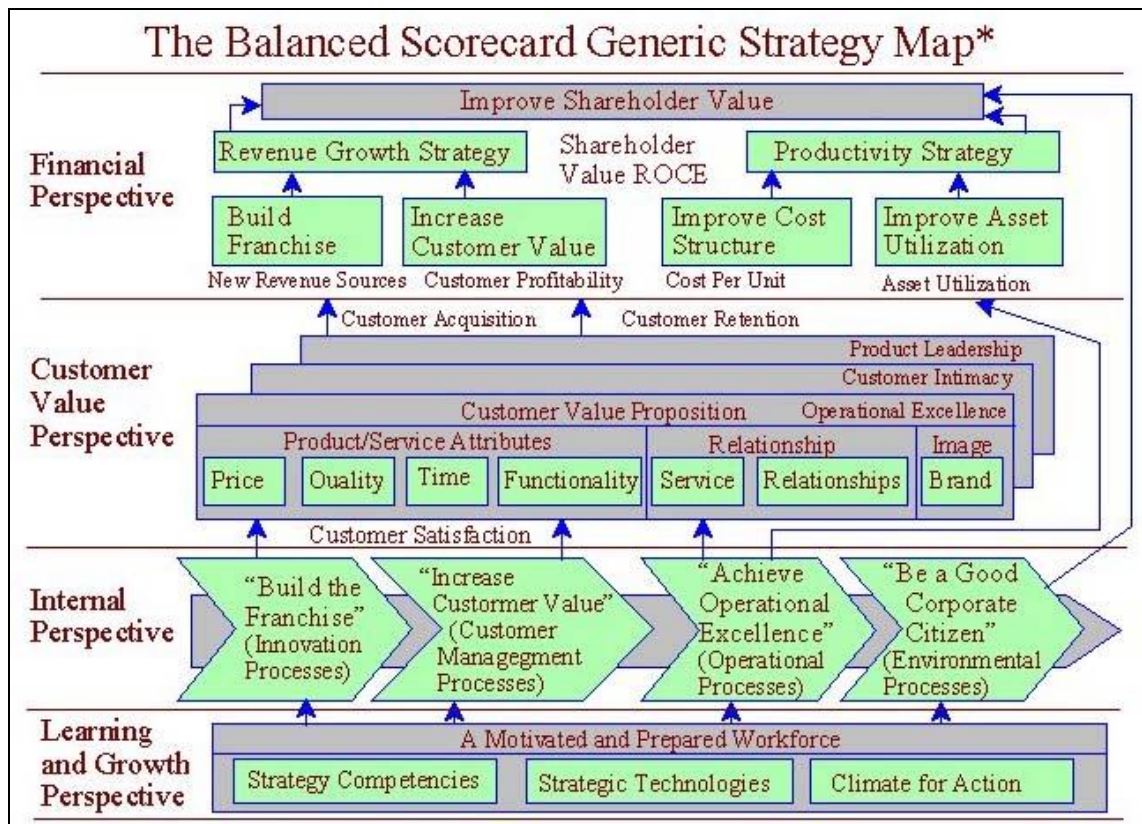 The Balanced Scorecard Generic Strategy Map*
Improve Shareholder Value
Financial
Perspective
Revenue Growth Strategy
Shareholder
Value ROCE
Productivity Strategy
Build
Franchise
Increase
Customer Value
Improve Cost
Structure
Improve Asset
Utilization
New Revenue Sources
Customer Profitability
Cost Per Unit
Asset Utilization
Customer Acquisition
Customer Retention
Customer
Value
Perspective
Product Leadership
Customer Intimacy
Customer Value Proposition
Operational Excellence
Product/Service Attributes
Relationship
Image
Price
Ouality
Time
Functionality
Service
Relationships
Brand
Customer Satisfaction
Internal
Perspective
“Build the
Franchise”
(Innovation
Processes)
“Increase
Custormer Value”
(Customer
Managegment
Processes)
“Achieve
Operational
Excellence”
(Operational
Processes)
“Be a Good
Corporate
Citizen”
(Environmental
Processes)
Learning
and Growth
Perspective
A Motivated and Prepared Workforce
Strategy Competencies
Strategic Technologies
Climate for Action